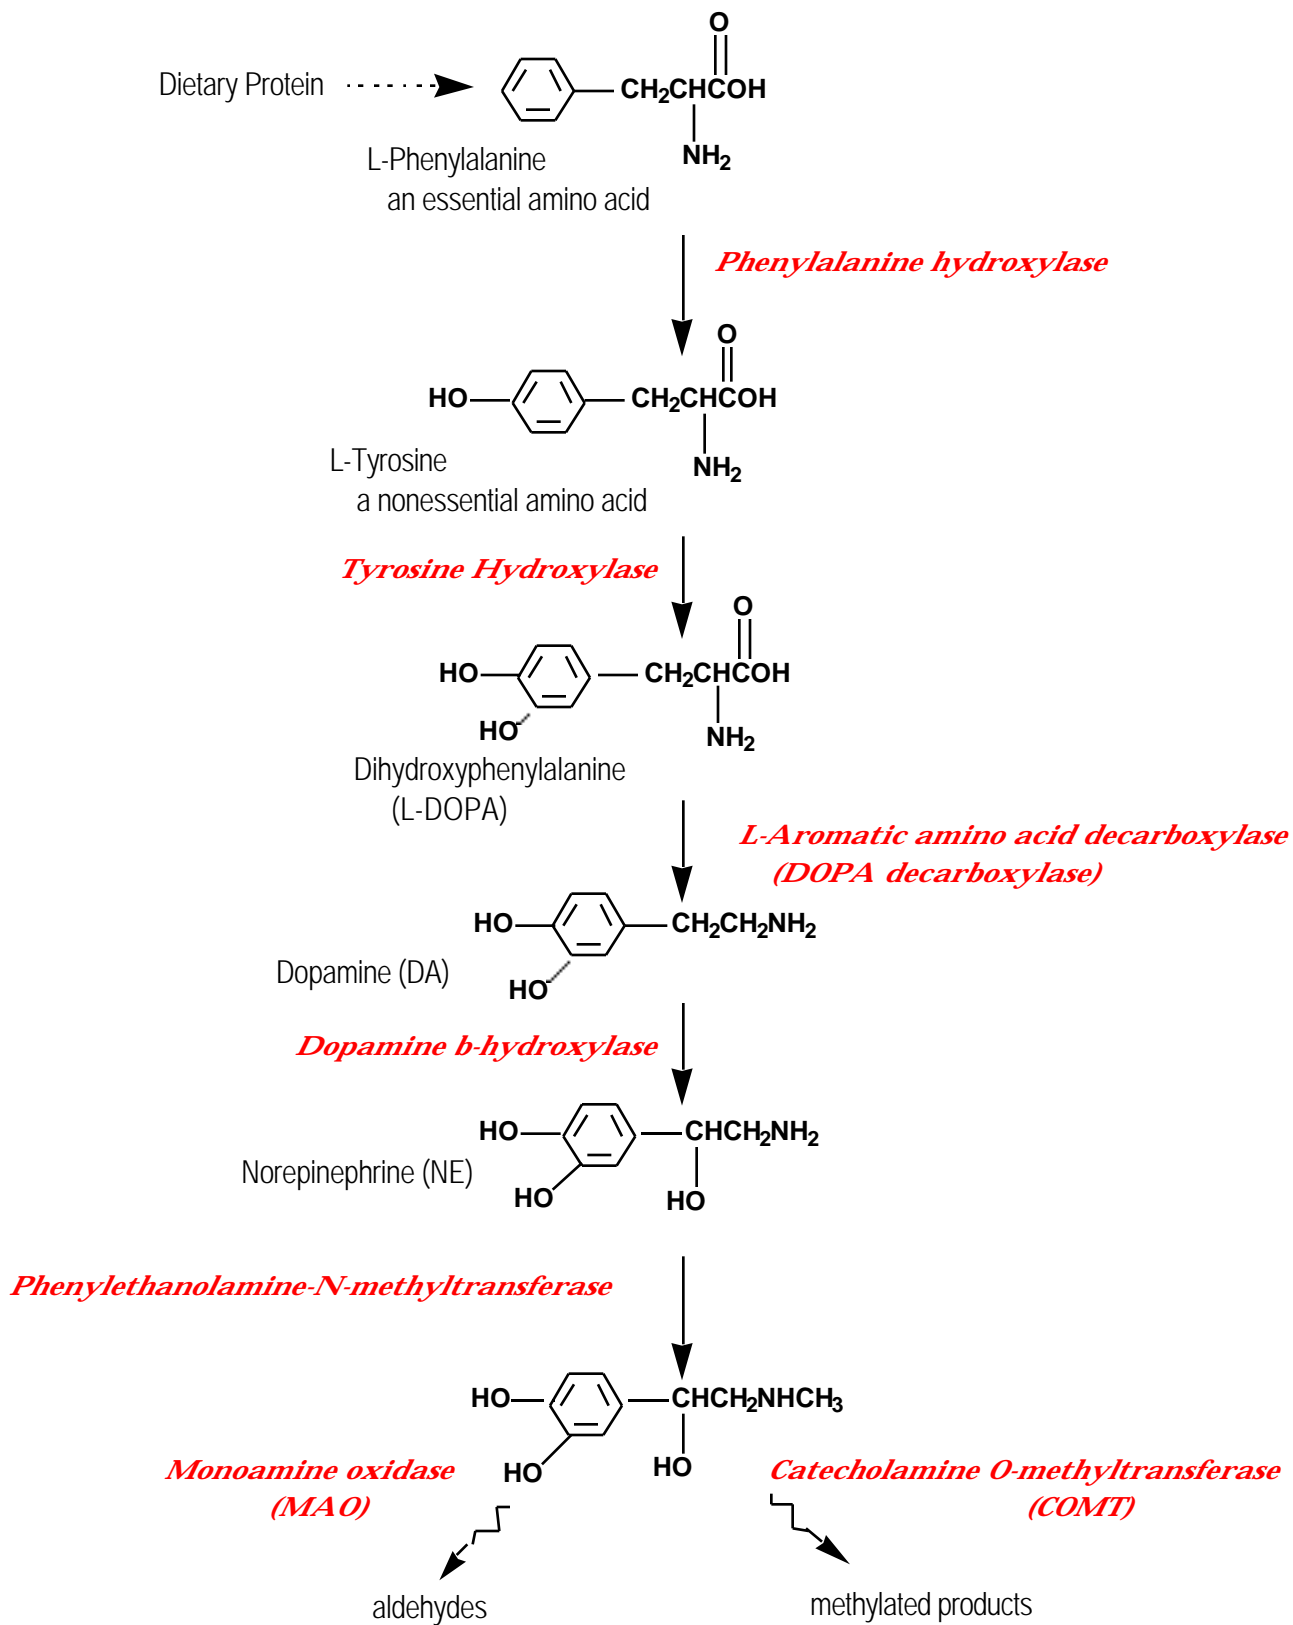 O
Dietary Protein
CH2CHCOH
NH2
L-Phenylalanine
an essential amino acid
Phenylalanine hydroxylase
O
HO
CH2CHCOH
NH2
L-Tyrosine
a nonessential amino acid
Tyrosine Hydroxylase
O
HO
CH2CHCOH
HO
NH2
Dihydroxyphenylalanine
(L-DOPA)
L-Aromatic amino acid decarboxylase
(DOPA decarboxylase)
HO
CH2CH2NH2
Dopamine (DA)
HO
Dopamine b-hydroxylase
HO
CHCH2NH2
Norepinephrine (NE)
HO
HO
Phenylethanolamine-N-methyltransferase
HO
CHCH2NHCH3
HO
HO
Monoamine oxidase
(MAO)
Catecholamine O-methyltransferase
(COMT)
aldehydes
methylated products